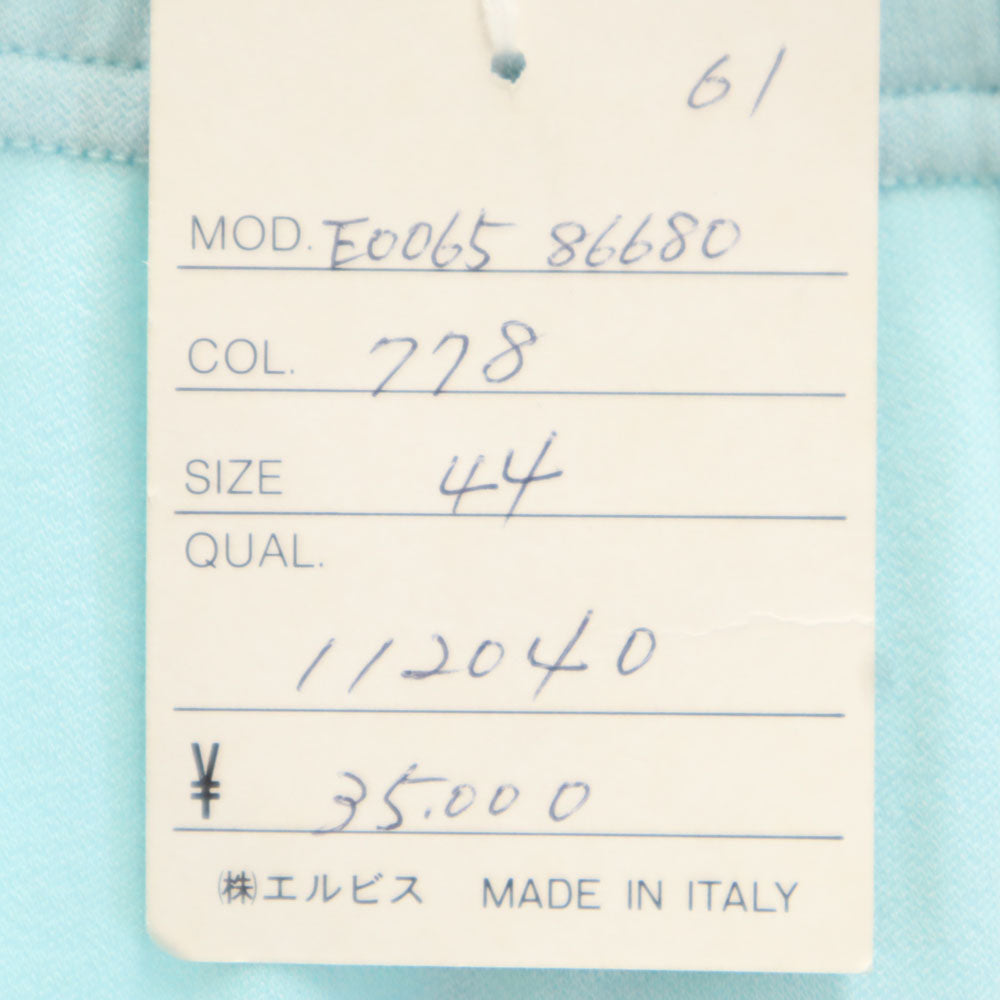 61
MOD. E0065 86680
COL. 778
SIZE 44
QUAL.
112040
¥ 35.000
㈱エルビス MADE IN ITALY